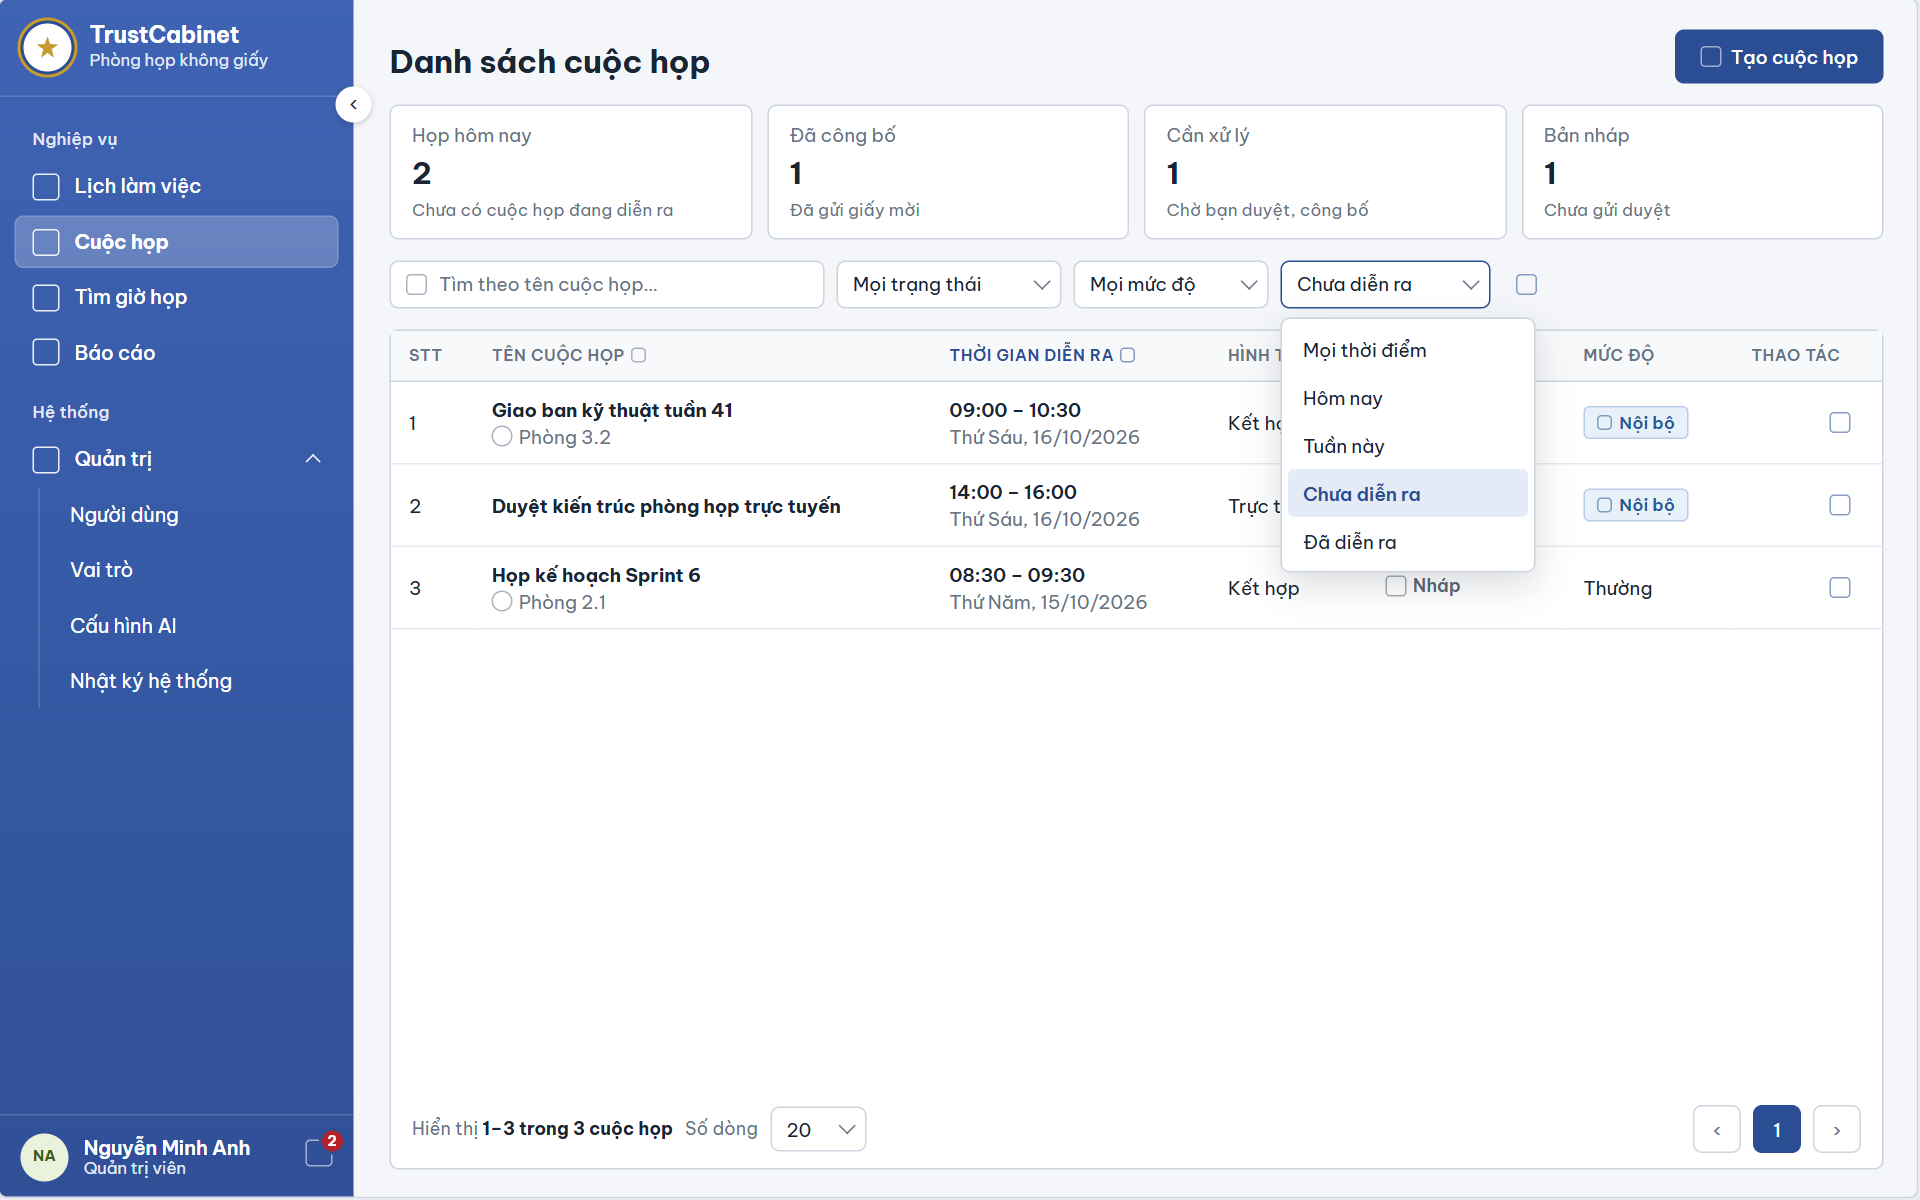 TrustCabinet
Phòng họp không giấy
Nghiệp vụ
Lịch làm việc
Cuộc họp
Tìm giờ họp
Báo cáo
Hệ thống
Quản trị
Người dùng
Vai trò
Cấu hình AI
Nhật ký hệ thống
NA
Nguyễn Minh Anh
Quản trị viên
2
Danh sách cuộc họp
Tạo cuộc họp
Họp hôm nay
2
Chưa có cuộc họp đang diễn ra
Đã công bố
1
Đã gửi giấy mời
Cần xử lý
1
Chờ bạn duyệt, công bố
Bản nháp
1
Chưa gửi duyệt
Tìm theo tên cuộc họp...
Mọi trạng thái
Mọi mức độ
Chưa diễn ra
Mọi thời điểm
Hôm nay
Tuần này
Chưa diễn ra
Đã diễn ra
STT TÊN CUỘC HỌP THỜI GIAN DIỄN RA HÌNH MỨC ĐỘ THAO TÁC
1 Giao ban kỹ thuật tuần 41 09:00 – 10:30 Kết Nội bộ
Phòng 3.2 Thứ Sáu, 16/10/2026
2 Duyệt kiến trúc phòng họp trực tuyến 14:00 – 16:00 Trực Nội bộ
Thứ Sáu, 16/10/2026
3 Họp kế hoạch Sprint 6 08:30 – 09:30 Kết hợp Nháp Thường
Phòng 2.1 Thứ Năm, 15/10/2026
Hiển thị 1–3 trong 3 cuộc họp Số dòng 20
‹ 1 ›